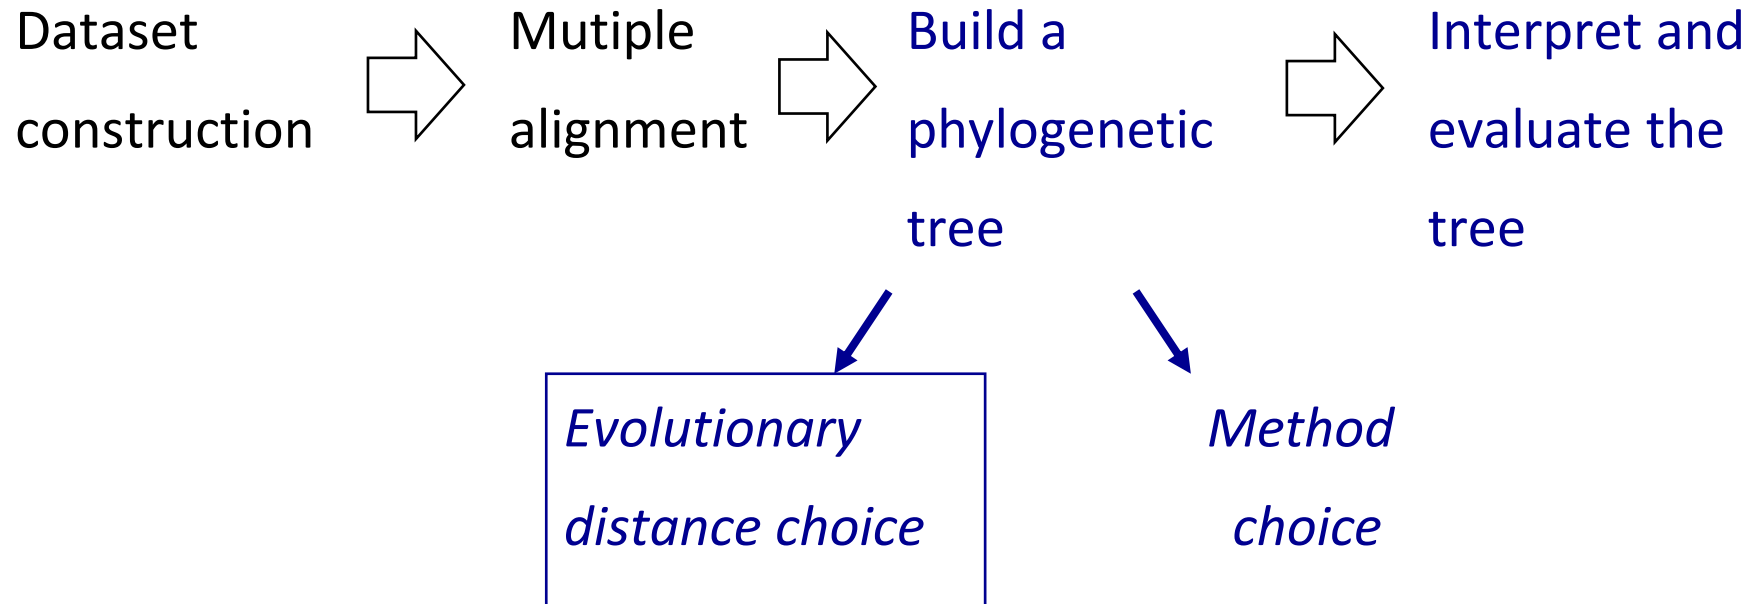 Dataset
construction
Mutiple
alignment
Build a
phylogenetic
tree
Interpret and
evaluate the
tree
Evolutionary
distance choice
Method
choice